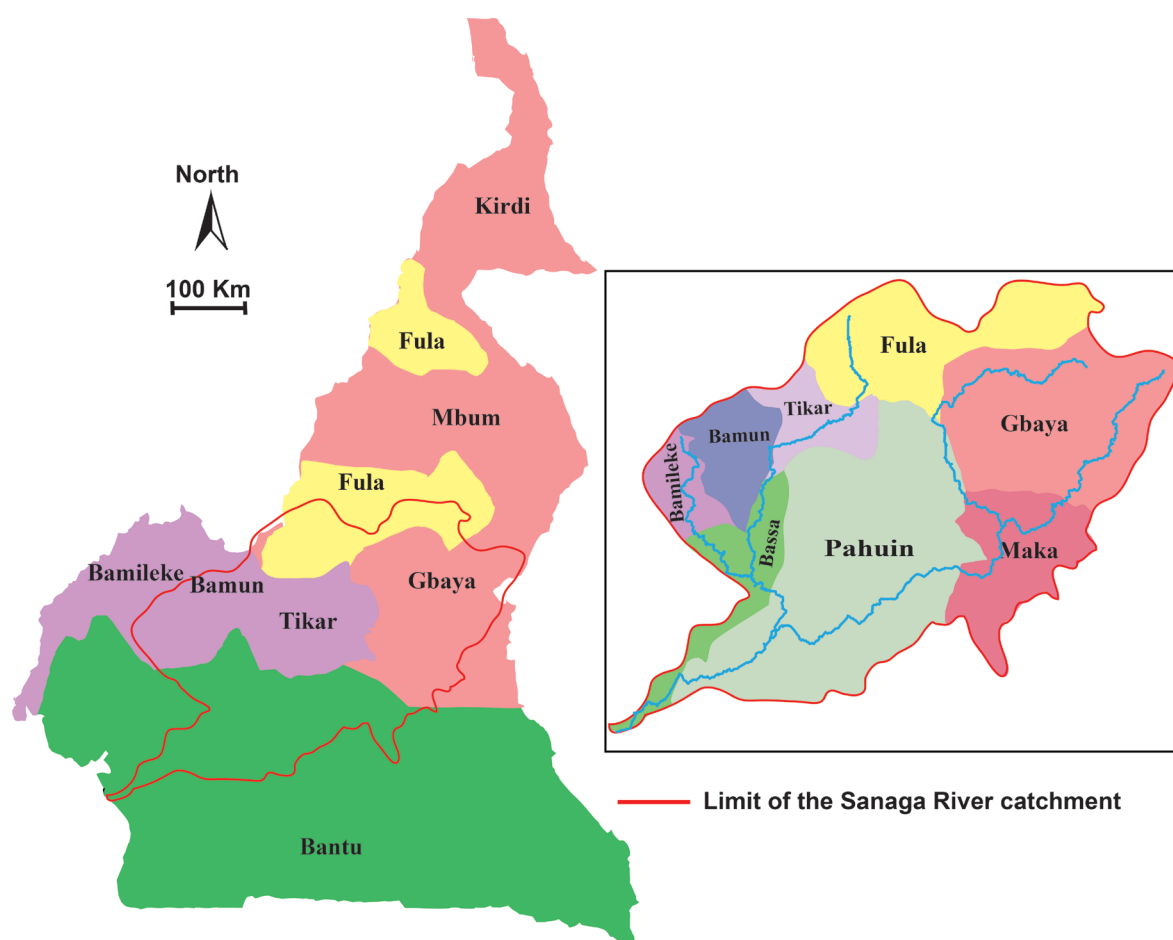 North
100 Km
Kirdi
Fula
Mbum
Fula
Bamileke
Bamun
Gbaya
Tikar
Bantu
Fula
Tikar
Gbaya
Bamun
Bamileke
Bassa
Pahuin
Maka
Limit of the Sanaga River catchment